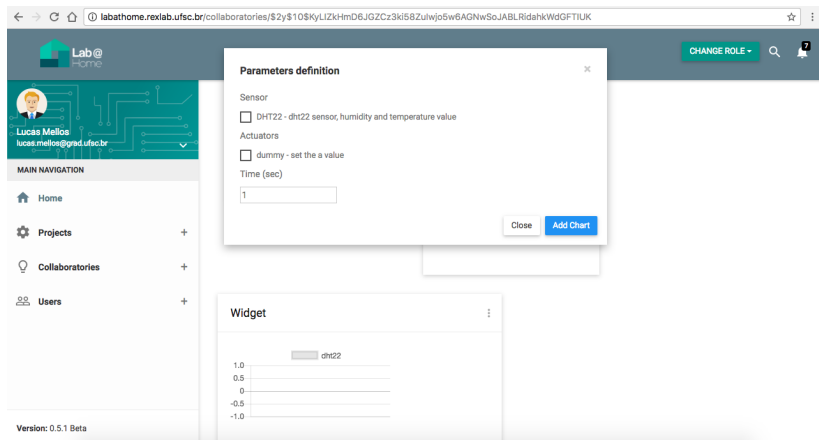 labathome.rexlab.ufsc.br/collaboratories/$2y$10$KyLIZkHmD6JGZCz3ki58Zulwjo5w6AGNwSoJABLRidahkWdGFTIUK
Lab@
Home
CHANGE ROLE
7
Parameters definition
×
Sensor
DHT22 - dht22 sensor, humidity and temperature value
Actuators
dummy - set the a value
Time (sec)
1
Close Add Chart
Lucas Mellos
lucas.mellos@grad.ufsc.br
MAIN NAVIGATION
Home
Projects +
Collaboratories +
Users +
Version: 0.5.1 Beta
Widget
dht22
1.0
0.5
0
-0.5
-1.0